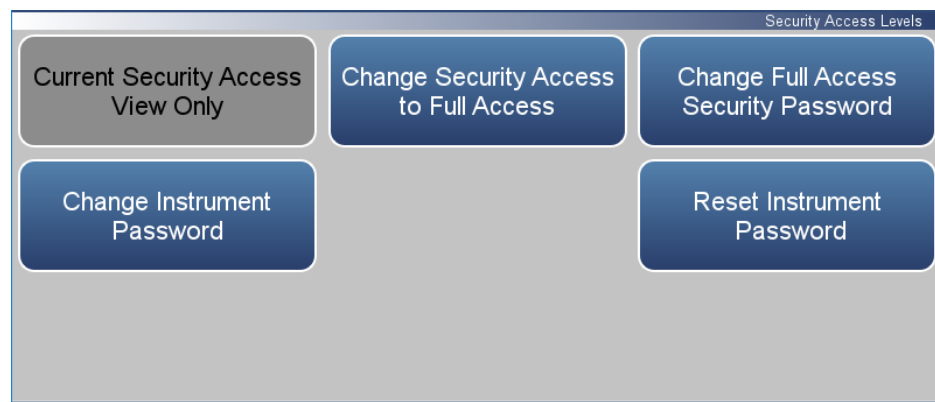 Security Access Levels
Current Security Access
View Only
Change Security Access
to Full Access
Change Full Access
Security Password
Change Instrument
Password
Reset Instrument
Password